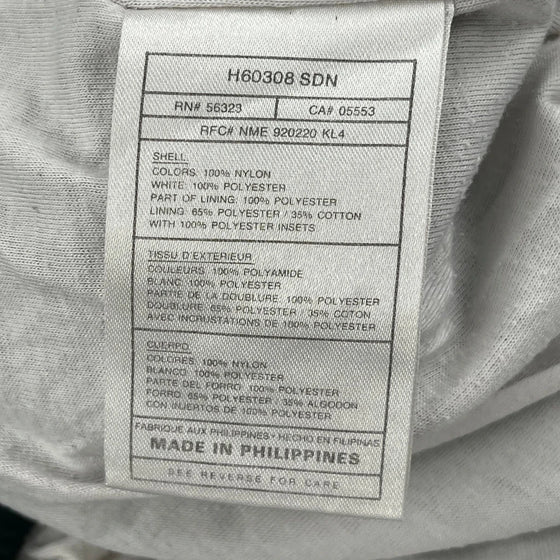 H60308 SDN
RN# 56323 CA# 05553
RFC# NME 920220 KL4
SHELL:
COLORS: 100% NYLON
WHITE: 100% POLYESTER
PART OF LINING: 100% POLYESTER
LINING: 65% POLYESTER / 35% COTTON
WITH 100% POLYESTER INSETS
TISSU D'EXTERIEUR
COULEURS: 100% POLYAMIDE
BLANC: 100% POLYESTER
PARTIE DE LA DOUBLURE: 100% POLYESTER
DOUBLURE: 65% POLYESTER / 35% COTON
AVEC INCRUSTATIONS DE 100% POLYESTER
CUERPO:
COLORES: 100% NYLON
BLANCO: 100% POLYESTER
PARTE DEL FORRO: 100% POLYESTER
FORRO: 65% POLYESTER / 35% ALGODON
CON INJERTOS DE 100% POLYESTER
FABRIQUE AUX PHILIPPINES • HECHO EN FILIPINAS
MADE IN PHILIPPINES
SEE REVERSE FOR CARE